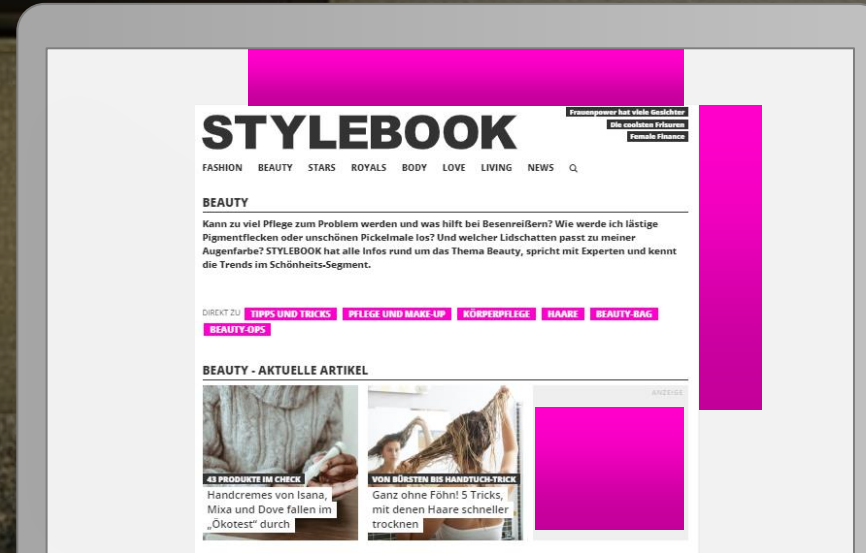 STYLEBOOK
Frauenpower hat viele Gesichter
Die coolsten Frisuren
Female Finance
FASHION BEAUTY STARS ROYALS BODY LOVE LIVING NEWS
BEAUTY
Kann zu viel Pflege zum Problem werden und was hilft bei Besenreißern? Wie werde ich lästige
Pigmentflecken oder unschönen Pickelmale los? Und welcher Lidschatten passt zu meiner
Augenfarbe? STYLEBOOK hat alle Infos rund um das Thema Beauty, spricht mit Experten und kennt
die Trends im Schönheits-Segment.
DIREKT ZU TIPPS UND TRICKS PFLEGE UND MAKE-UP KÖRPERPFLEGE HAARE BEAUTY-BAG
BEAUTY-OPS
BEAUTY - AKTUELLE ARTIKEL
43 PRODUKTE IM CHECK
Handcremes von Isana,
Mixa und Dove fallen im
„Ökotest“ durch
VON BÜRSTEN BIS HANDTUCH-TRICK
Ganz ohne Föhn! 5 Tricks,
mit denen Haare schneller
trocknen
ANZEIGE